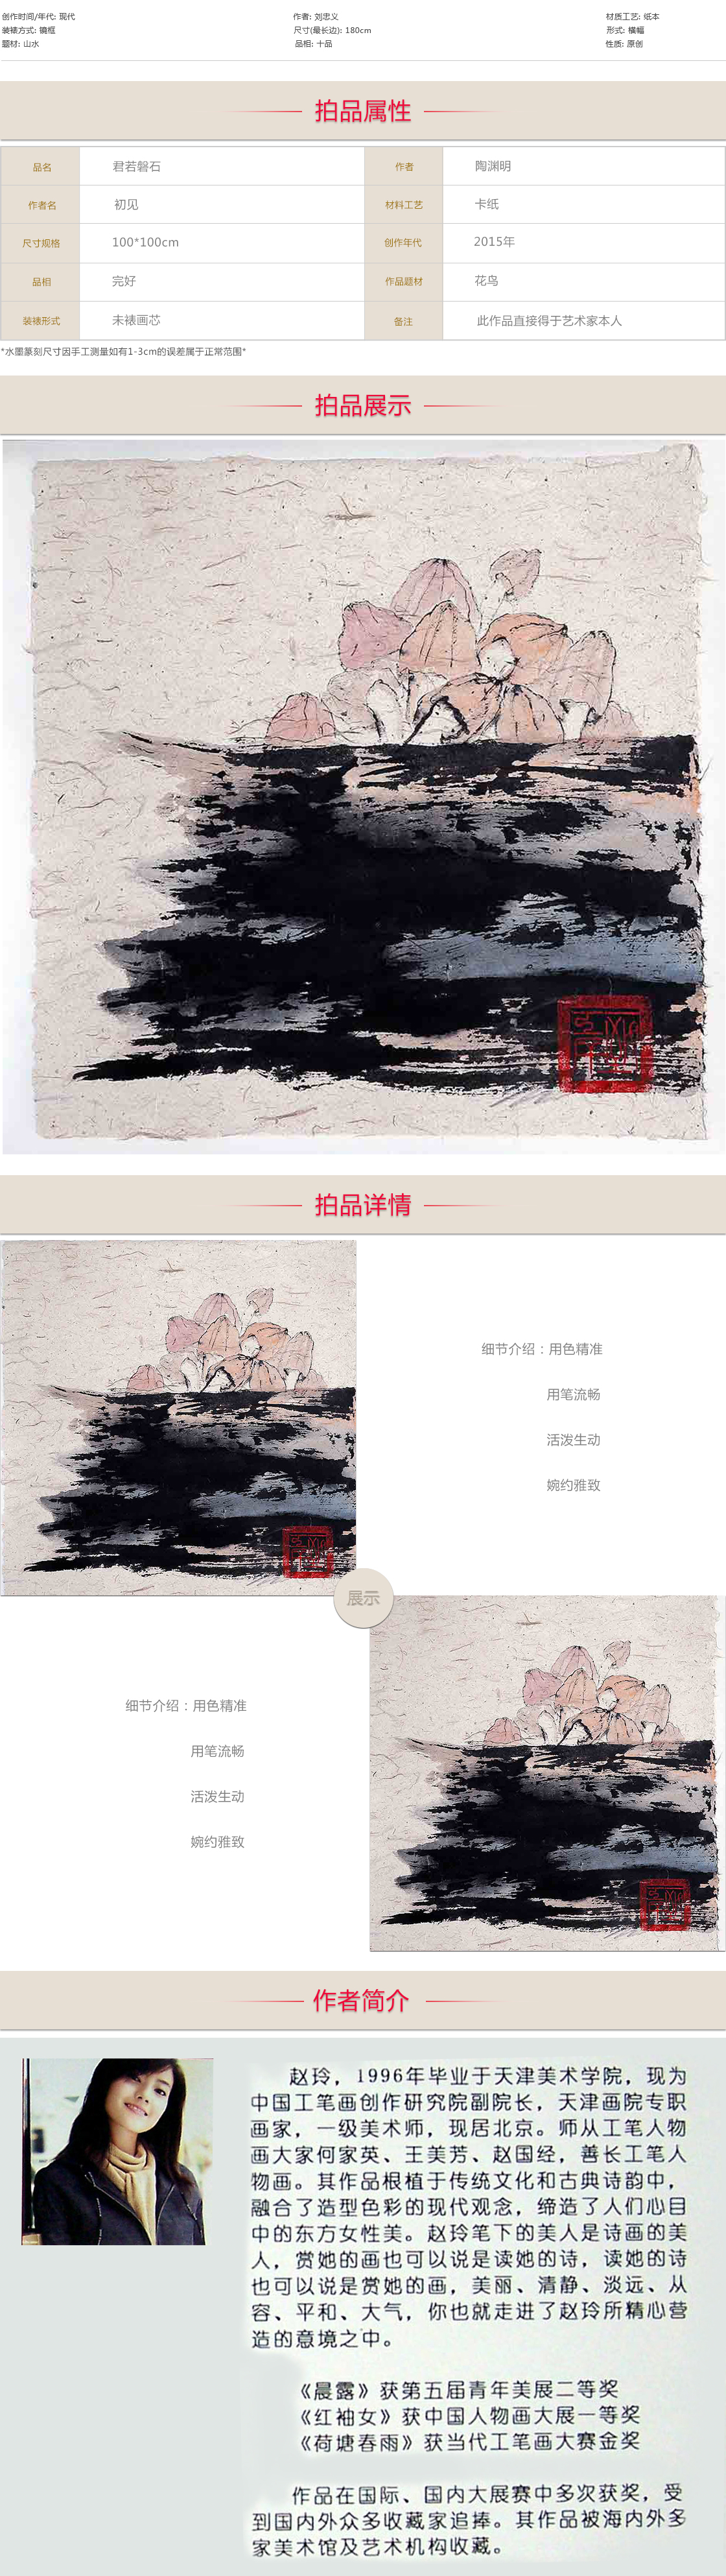 创作时间/年代: 现代
作者: 刘忠义
材质工艺: 纸本
装裱方式: 镜框
尺寸(最长边): 180cm
形式: 横幅
题材: 山水
品相: 十品
性质: 原创
拍品属性
品名 君若磐石 作者 陶渊明
作者名 初见 材料工艺 卡纸
尺寸规格 100*100cm 创作年代 2015年
品相 完好 作品题材 花鸟
装裱形式 未裱画芯 备注 此作品直接得于艺术家本人
*水墨篆刻尺寸因手工测量如有1-3cm的误差属于正常范围*
拍品展示
拍品详情
细节介绍：用色精准
用笔流畅
活泼生动
婉约雅致
展示
细节介绍：用色精准
用笔流畅
活泼生动
婉约雅致
作者简介
赵玲，1996年毕业于天津美术学院，现为
中国工笔画创作研究院副院长，天津画院专职
画家，一级美术师，现居北京。师从工笔人物
画大家何家英、王美芳、赵国经，善长工笔人
物画。其作品根植于传统文化和古典诗韵中，
融合了造型色彩的现代观念，缔造了人们心目
中的东方女性美。赵玲笔下的美人是诗画的美
人，赏她的画也可以说是读她的诗，读她的诗
也可以说是赏她的画，美丽、清静、淡远、从
容、平和、大气，你也就走进了赵玲所精心营
造的意境之中。
《晨露》获第五届青年美展二等奖
《红袖女》获中国人物画大展一等奖
《荷塘春雨》获当代工笔画大赛金奖
作品在国际、国内大展赛中多次获奖，受
到国内外众多收藏家追捧。其作品被海内外多
家美术馆及艺术机构收藏。